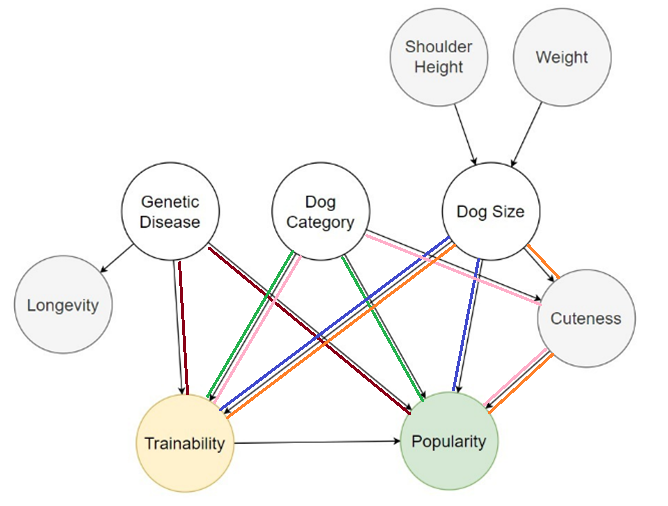 Shoulder
Height
Weight
Genetic
Disease
Dog
Category
Dog Size
Longevity
Cuteness
Trainability
Popularity